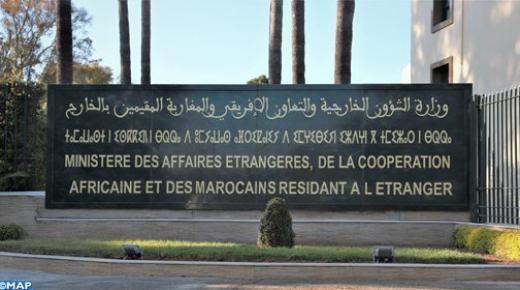 وزارة الشؤون الخارجية والتعاون الإفريقي والمغاربة المقيمين بالخارج
MINISTERE DES AFFAIRES ETRANGERES, DE LA COOPERATION
AFRICAINE ET DES MAROCAINS RESIDANT A L ETRANGER
©MAP